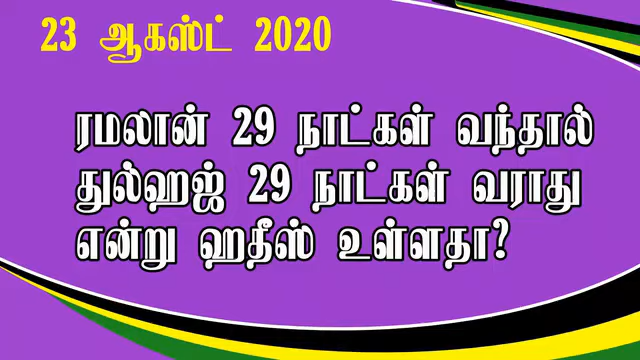 23 ஆகஸ்ட் 2020
ரமலான் 29 நாட்கள் வந்தால்
துல்ஹஜ் 29 நாட்கள் வராது
என்று ஹதீஸ் உள்ளதா?